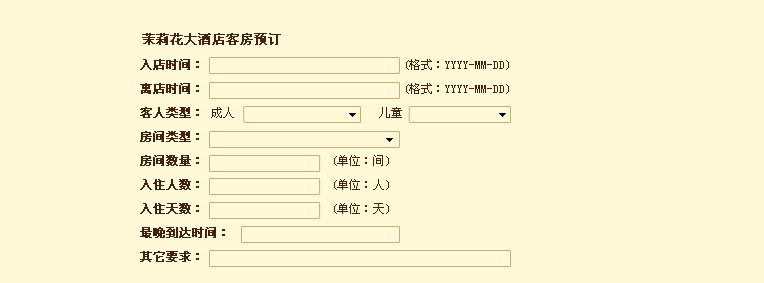 茉莉花大酒店客房预订
入店时间： (格式：YYYY-MM-DD)
离店时间： (格式：YYYY-MM-DD)
客人类型： 成人 儿童
房间类型：
房间数量： (单位：间)
入住人数： (单位：人)
入住天数： (单位：天)
最晚到达时间：
其它要求：